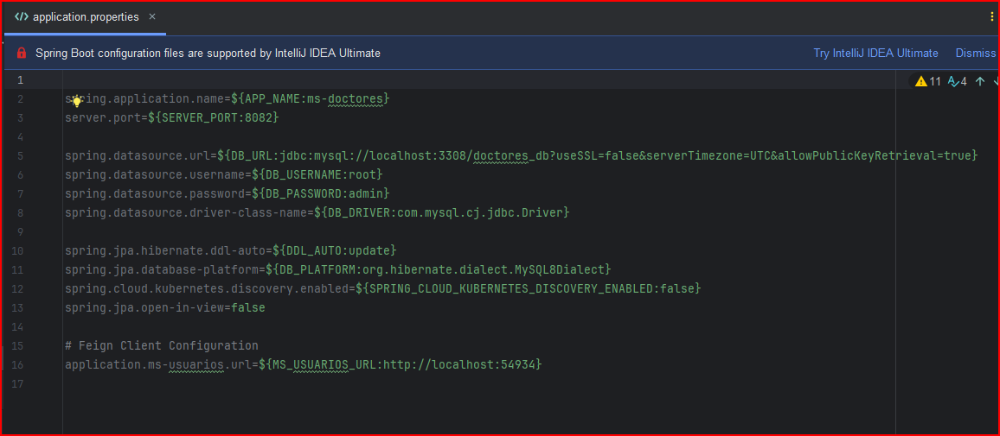 application.properties
Spring Boot configuration files are supported by IntelliJ IDEA Ultimate Try IntelliJ IDEA Ultimate Dismiss
1 11 4
2 spring.application.name=${APP_NAME:ms-doctores}
3 server.port=${SERVER_PORT:8082}
4
5 spring.datasource.url=${DB_URL:jdbc:mysql://localhost:3308/doctores_db?useSSL=false&serverTimezone=UTC&allowPublicKeyRetrieval=true}
6 spring.datasource.username=${DB_USERNAME:root}
7 spring.datasource.password=${DB_PASSWORD:admin}
8 spring.datasource.driver-class-name=${DB_DRIVER:com.mysql.cj.jdbc.Driver}
9
10 spring.jpa.hibernate.ddl-auto=${DDL_AUTO:update}
11 spring.jpa.database-platform=${DB_PLATFORM:org.hibernate.dialect.MySQL8Dialect}
12 spring.cloud.kubernetes.discovery.enabled=${SPRING_CLOUD_KUBERNETES_DISCOVERY_ENABLED:false}
13 spring.jpa.open-in-view=false
14
15 # Feign Client Configuration
16 application.ms-usuarios.url=${MS_USUARIOS_URL:http://localhost:54934}
17